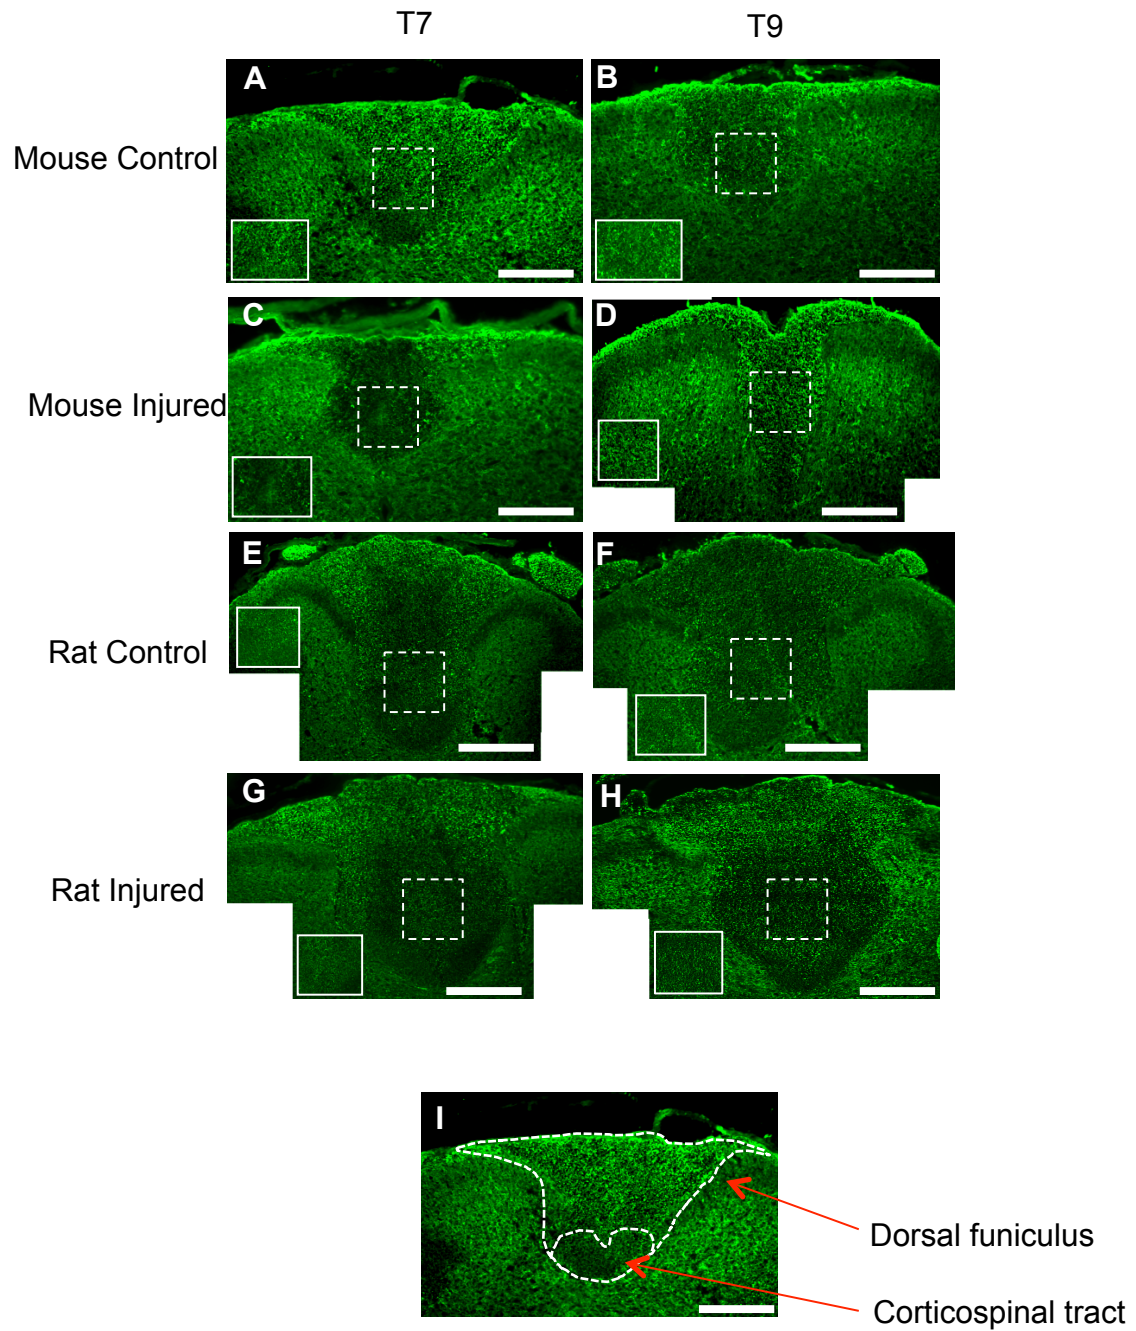 T7
T9
A
B
Mouse Control
C
D
Mouse Injured
E
F
Rat Control
G
H
Rat Injured
I
Dorsal funiculus
Corticospinal tract